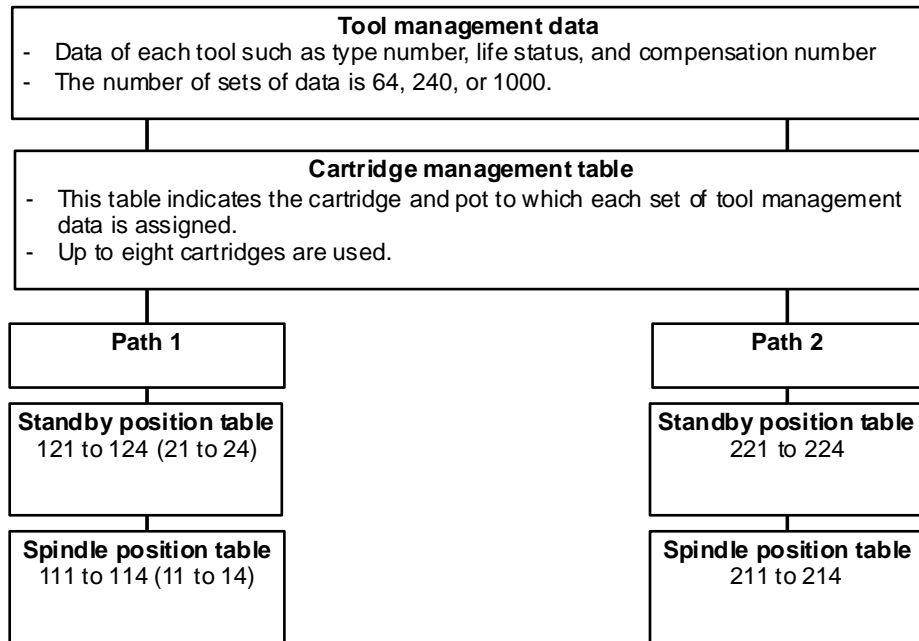 Tool management data
- Data of each tool such as type number, life status, and compensation number
- The number of sets of data is 64, 240, or 1000.
Cartridge management table
- This table indicates the cartridge and pot to which each set of tool management
data is assigned.
- Up to eight cartridges are used.
Path 1
Path 2
Standby position table
121 to 124 (21 to 24)
Standby position table
221 to 224
Spindle position table
111 to 114 (11 to 14)
Spindle position table
211 to 214